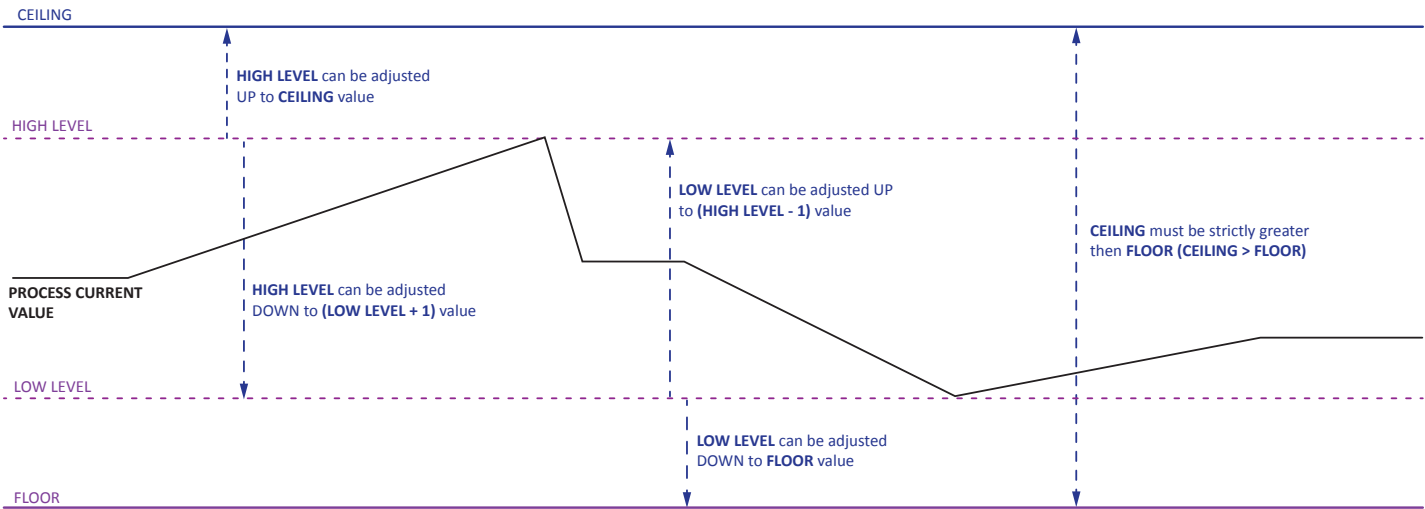 CEILING
HIGH LEVEL can be adjusted
UP to CEILING value
HIGH LEVEL
LOW LEVEL can be adjusted UP
to (HIGH LEVEL - 1) value
CEILING must be strictly greater
then FLOOR (CEILING > FLOOR)
PROCESS CURRENT
VALUE
HIGH LEVEL can be adjusted
DOWN to (LOW LEVEL + 1) value
LOW LEVEL
LOW LEVEL can be adjusted
DOWN to FLOOR value
FLOOR